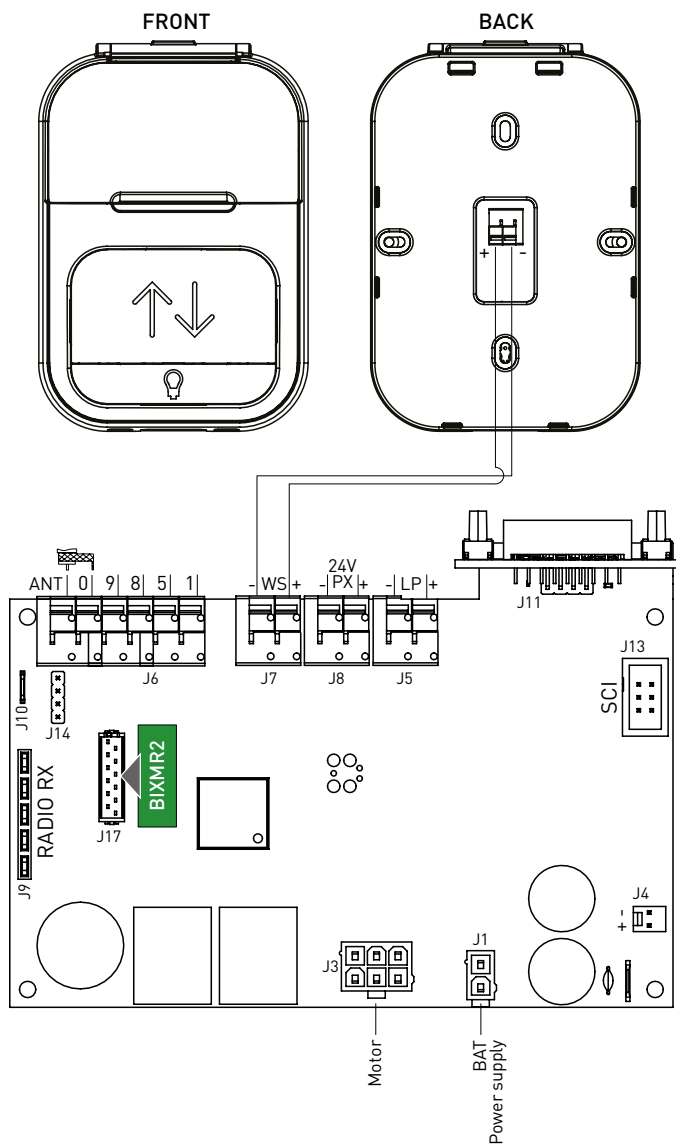 FRONT
BACK
+ -
ANT 0 9 8 5 1
- WS +
24V
- PX +
- LP +
J11
J6
J7
J8
J5
J13
SCI
J10
J14
BIXMR2
J17
RADIO RX
J9
J4
- +
J3
J1
Motor
BAT
Power supply